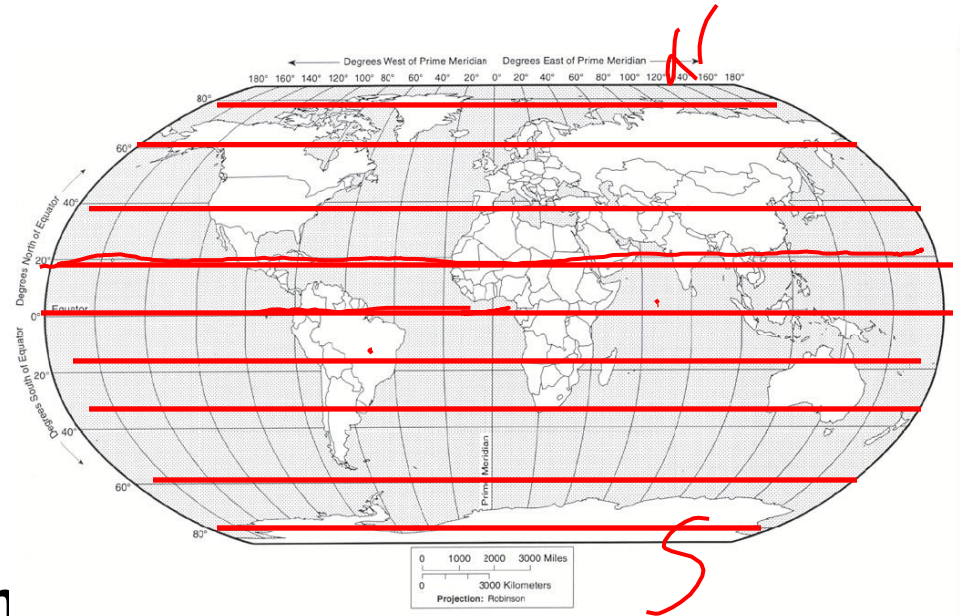 N
Degrees West of Prime Meridian Degrees East of Prime Meridian
180° 160° 140° 120° 100° 80° 60° 40° 20° 0° 20° 40° 60° 80° 100° 120° 140° 160° 180°
80°
60°
40°
Degrees North of Equator
20°
Equator
0°
Degrees South of Equator
20°
40°
Prime Meridian
60°
80°
S
0 1000 2000 3000 Miles
0 3000 Kilometers
Projection: Robinson